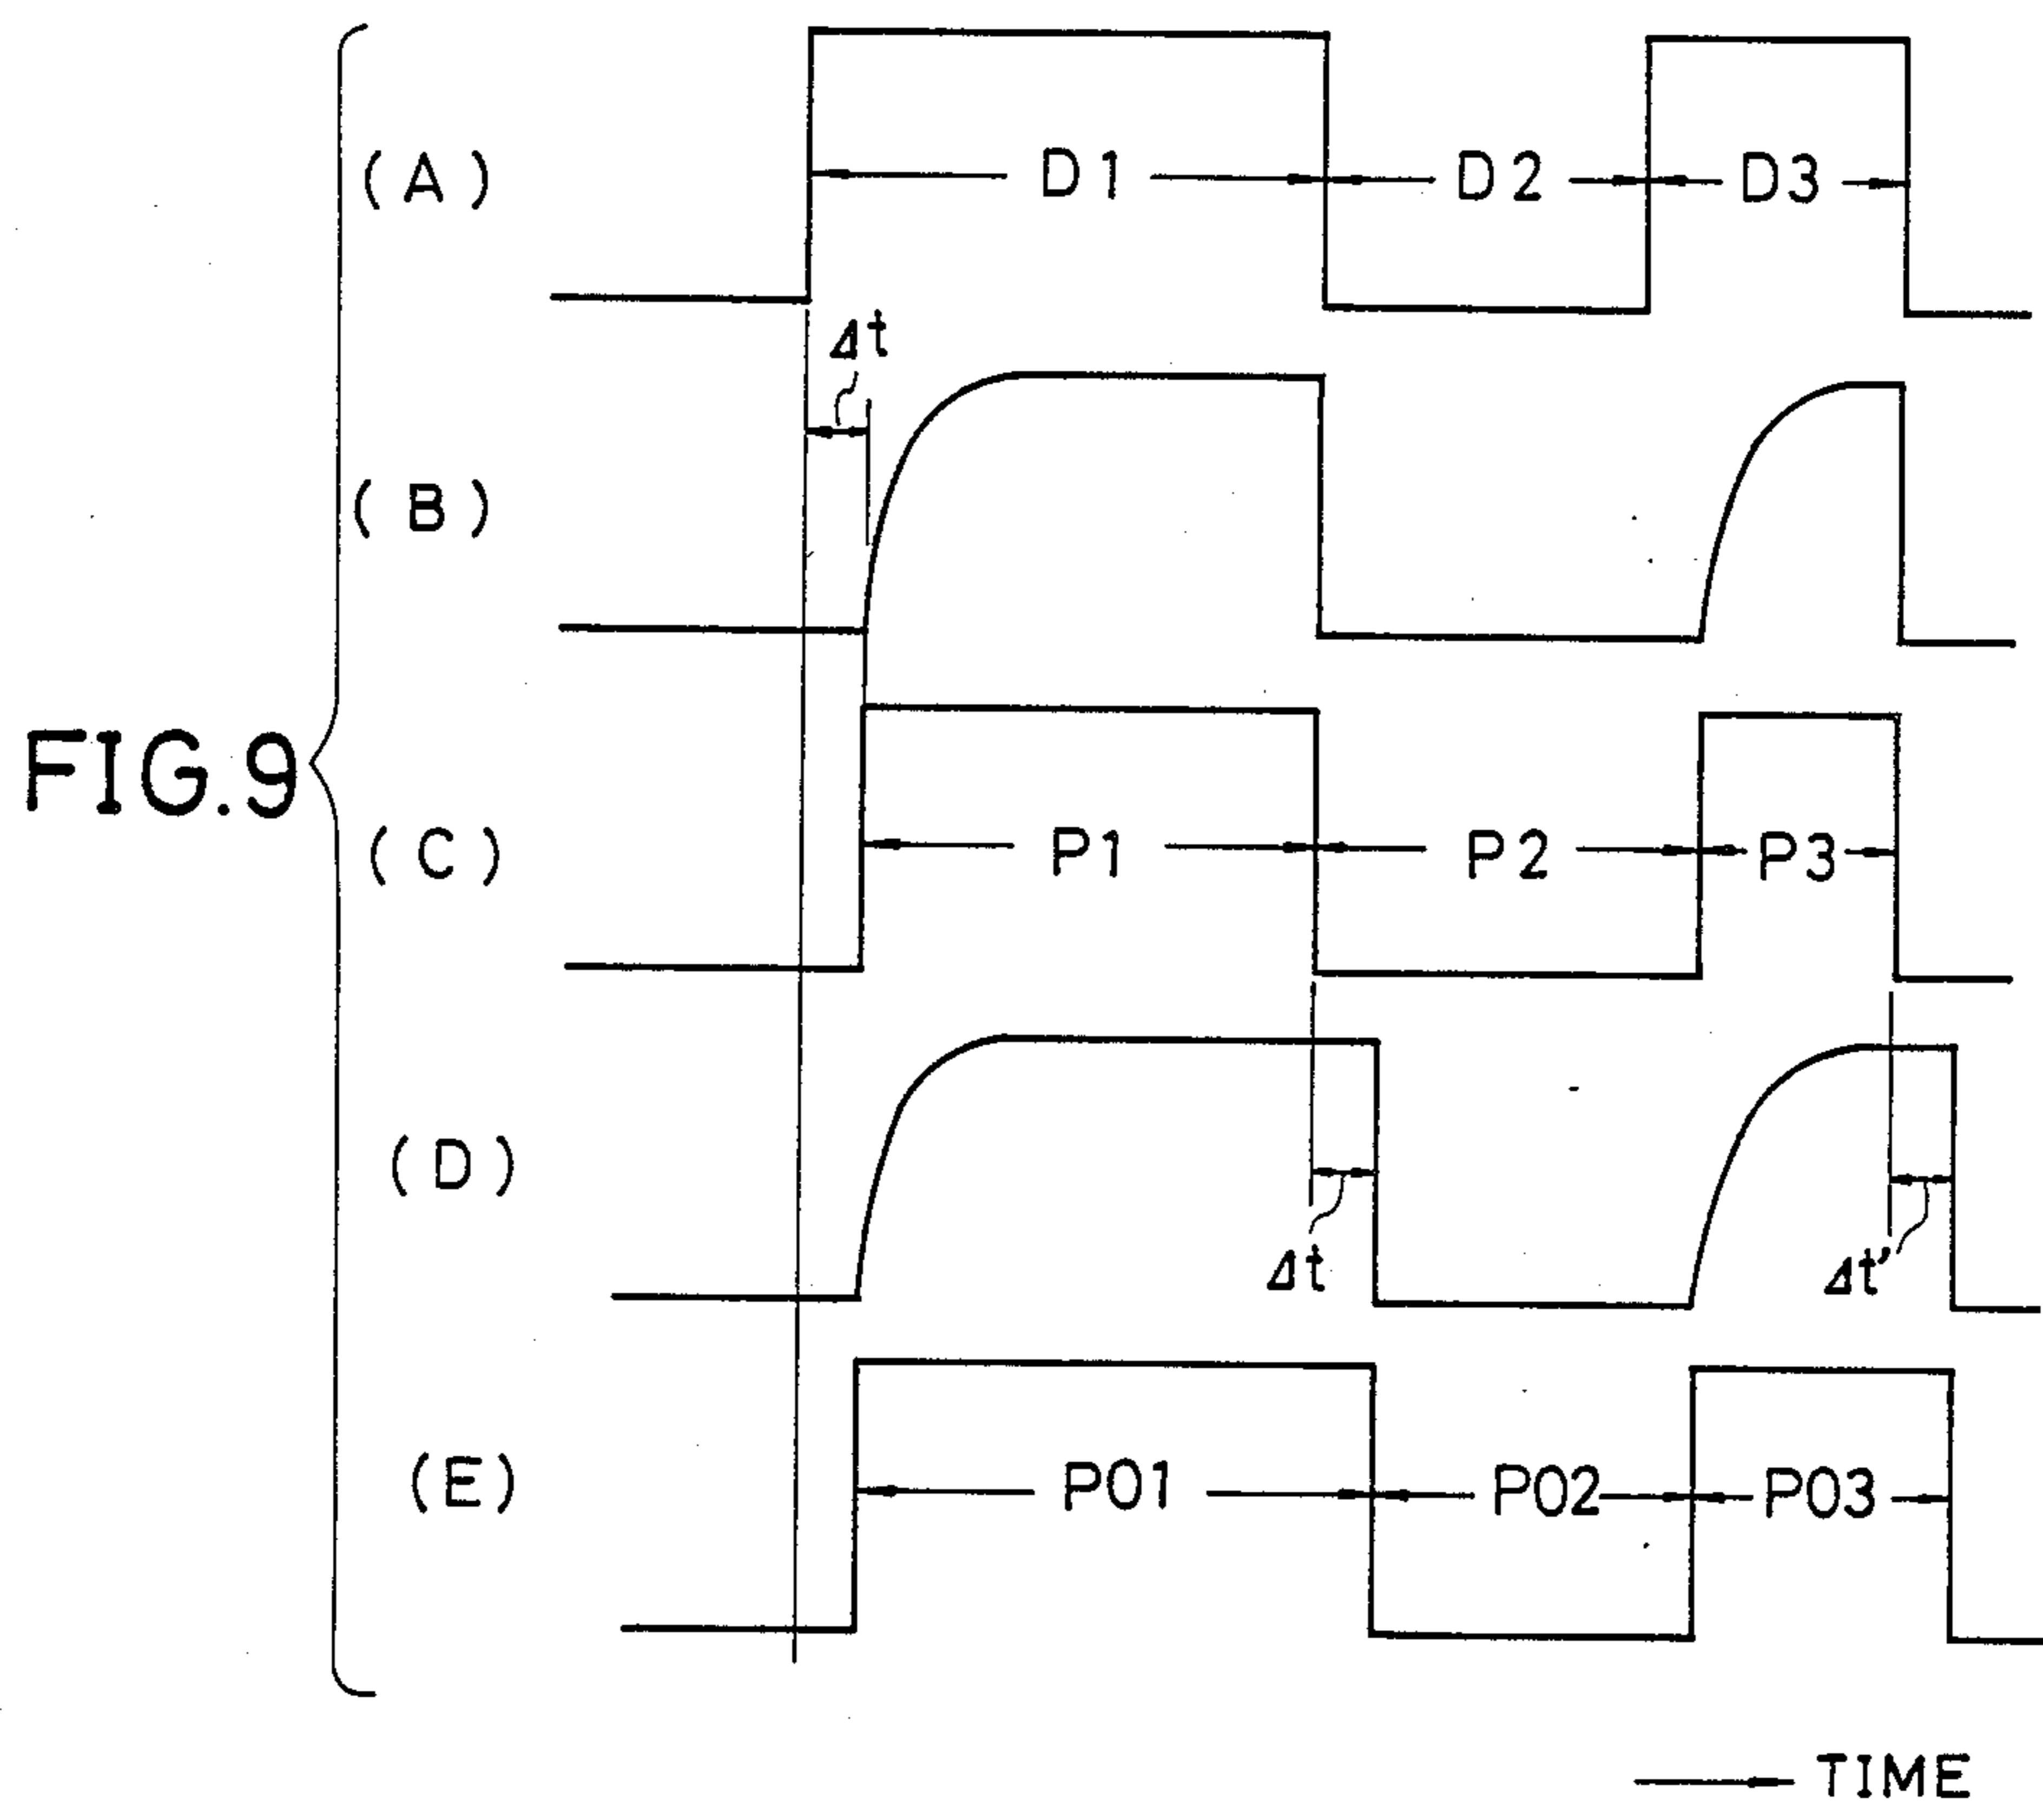 (A)
D1
D2
D3
Δt
(B)
FIG.9
(C)
P1
P2
P3
(D)
Δt
Δt'
(E)
P01
P02
P03
TIME